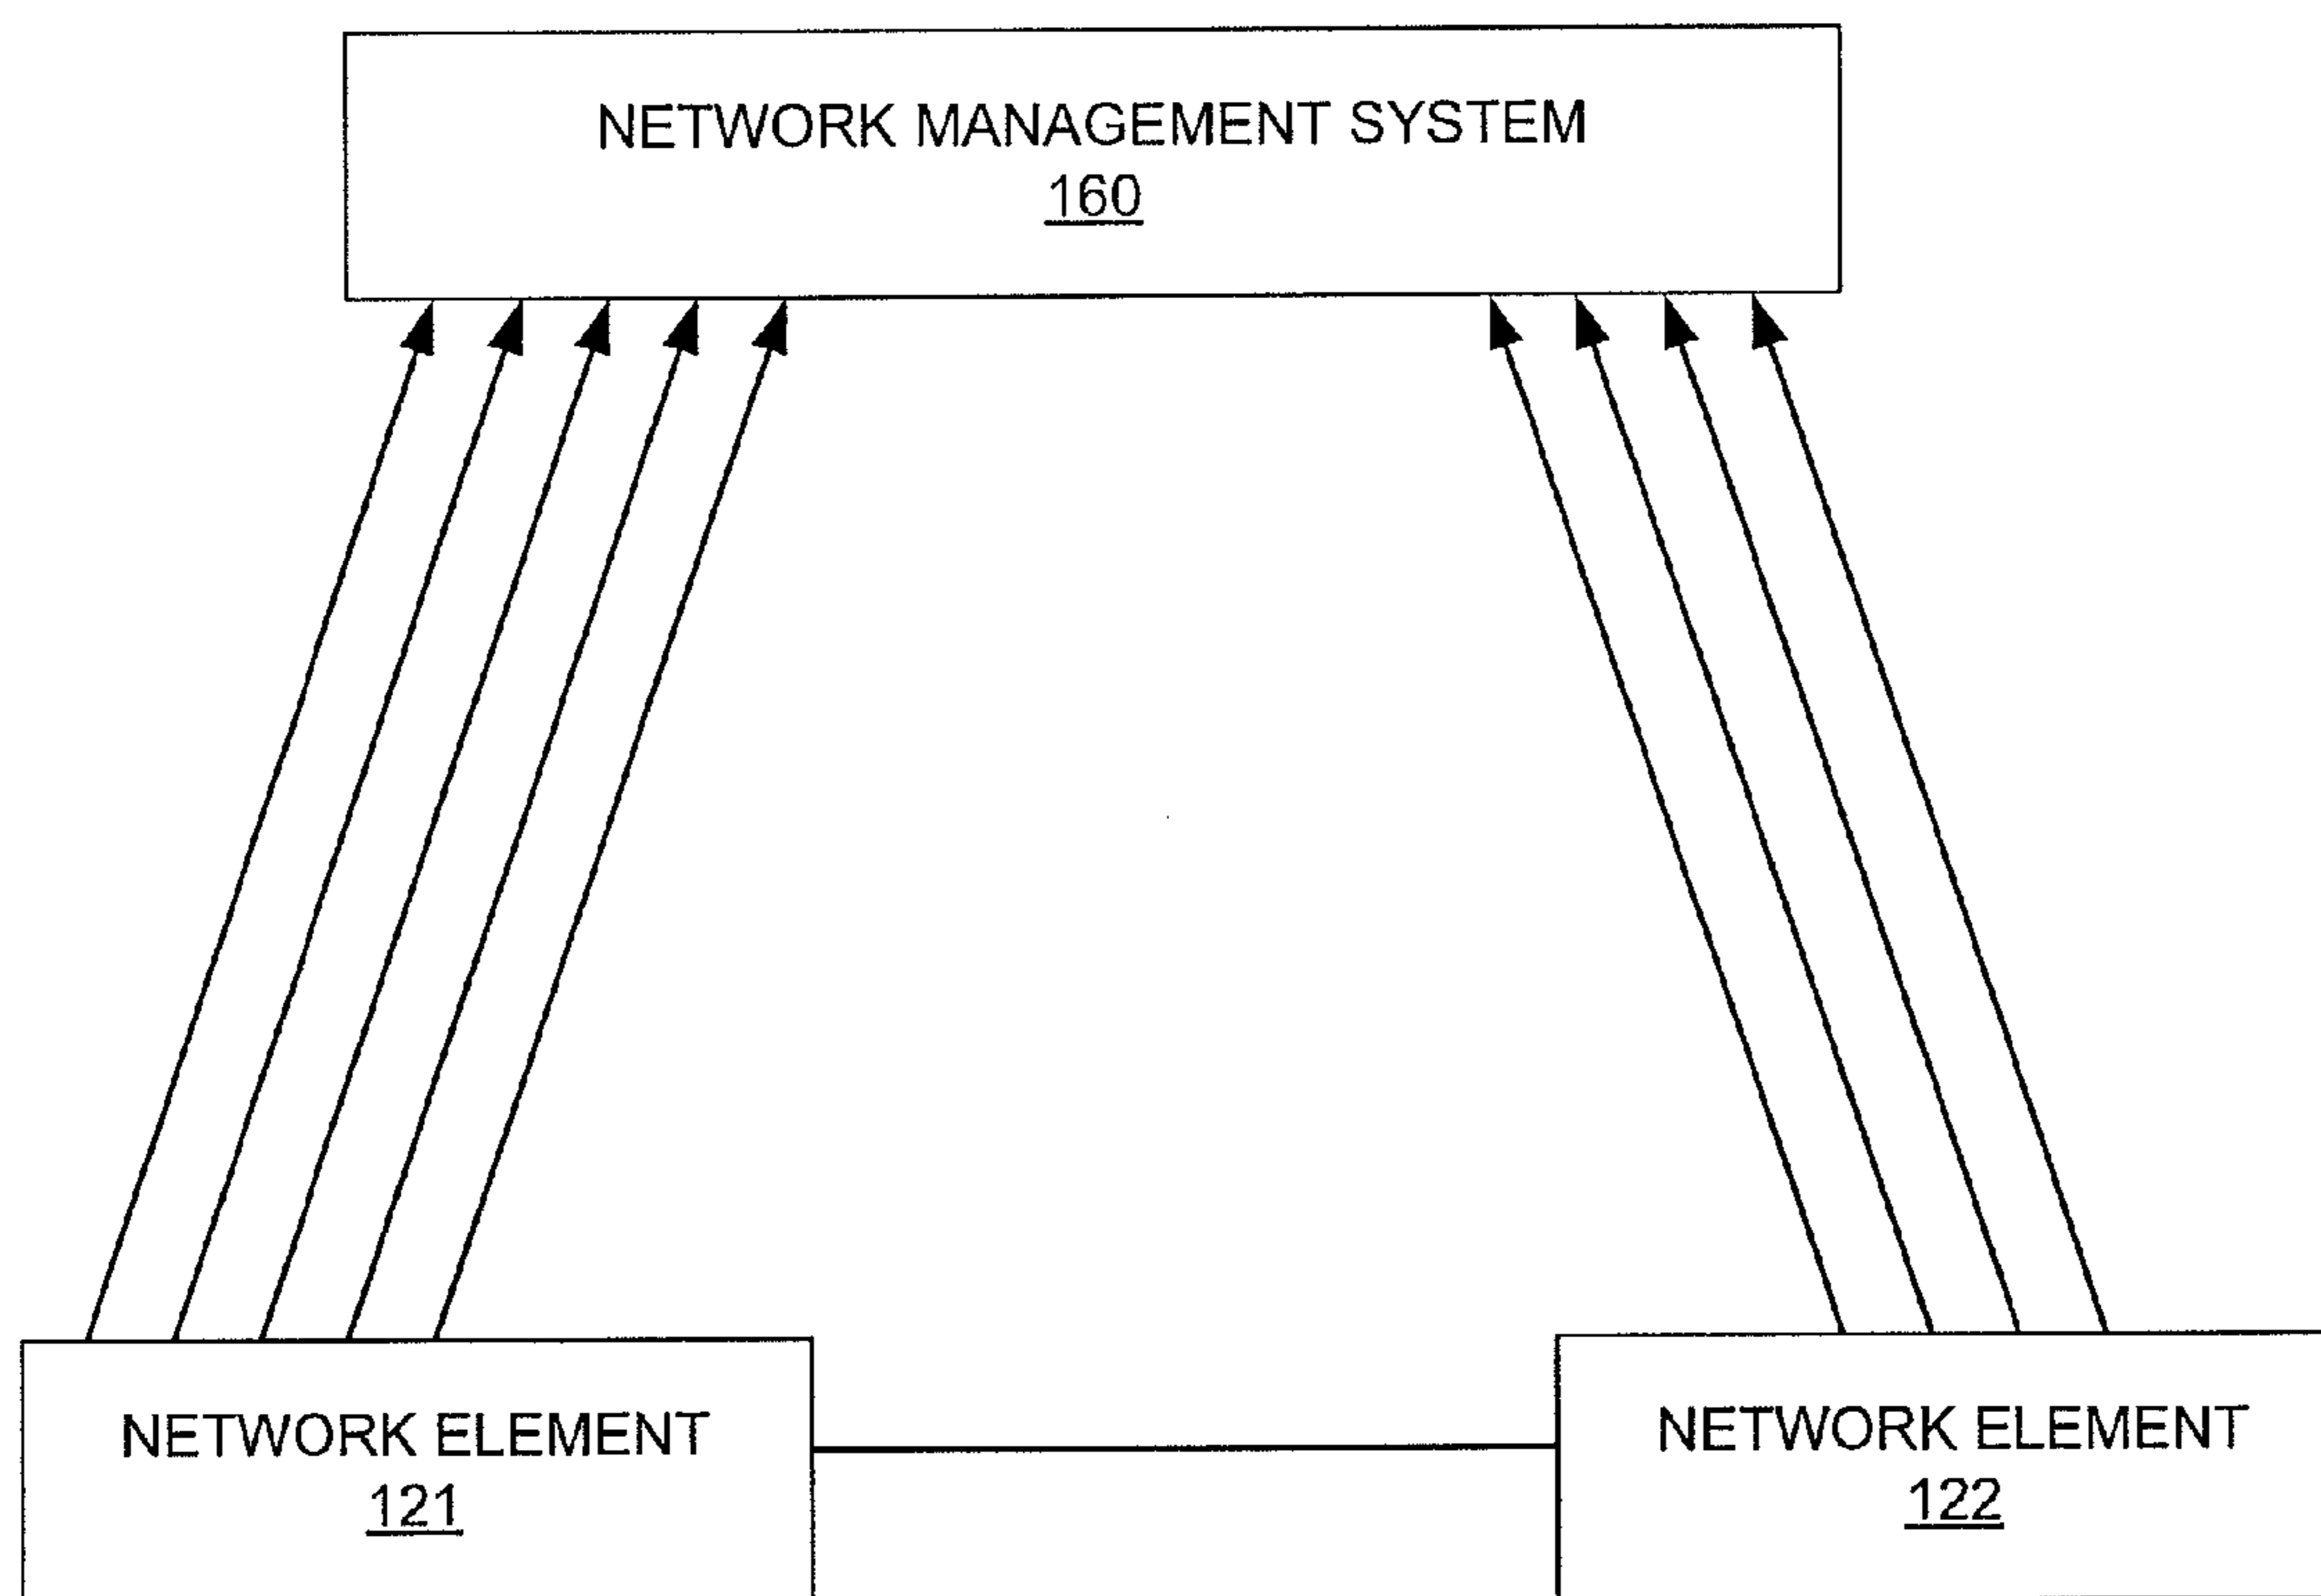 NETWORK MANAGEMENT SYSTEM
160
NETWORK ELEMENT
121
NETWORK ELEMENT
122